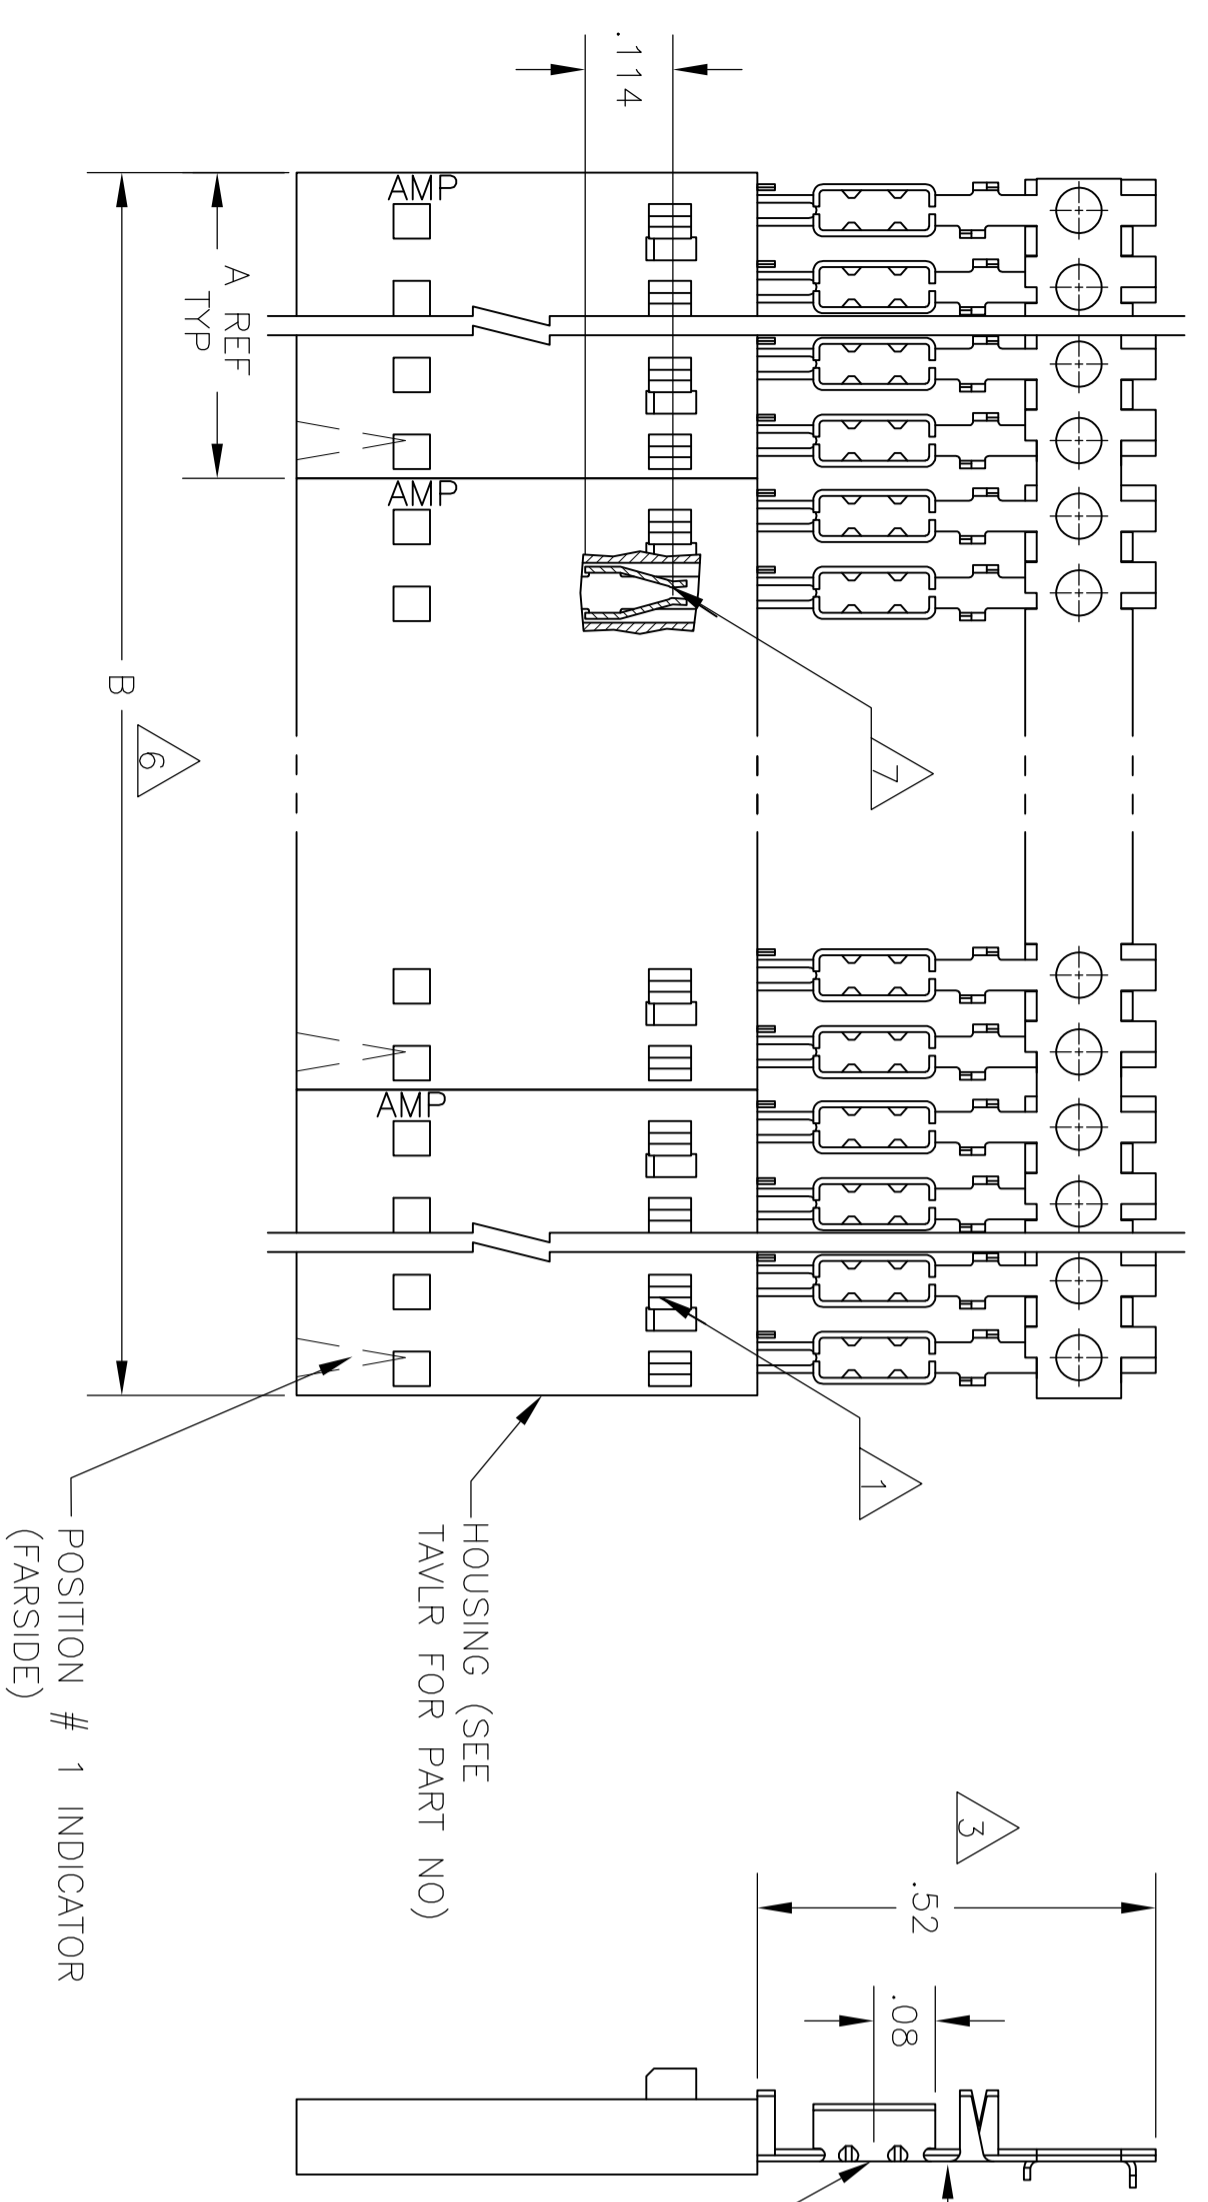 .114
AMP
A REF
TYP
AMP
B
6
7
AMP
1
HOUSING (SEE
TAVLR FOR PART NO)
POSITION # 1 INDICATOR
(FARSIDE)
3
.52
.08